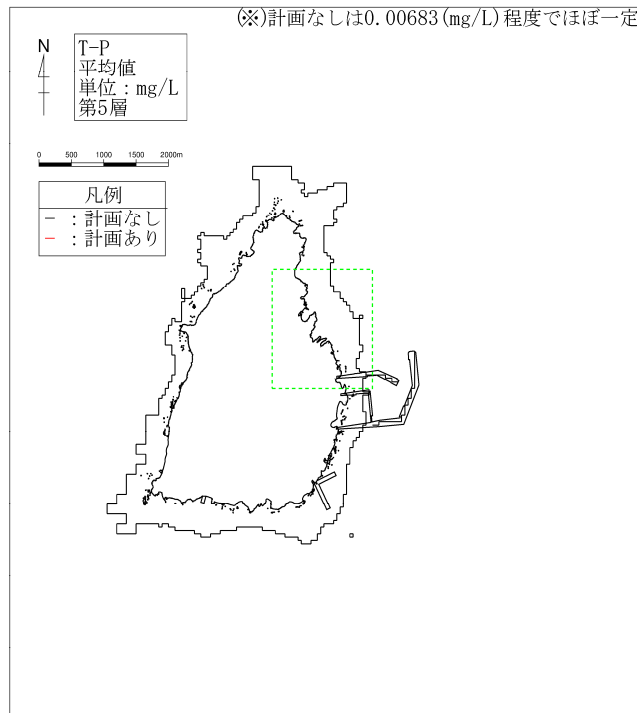 (※)計画なしは0.00683(mg/L)程度でほぼ一定
N
T-P
平均値
単位：mg/L
第5層
0 500 1000 1500 2000m
凡例
－ ：計画なし
－ ：計画あり